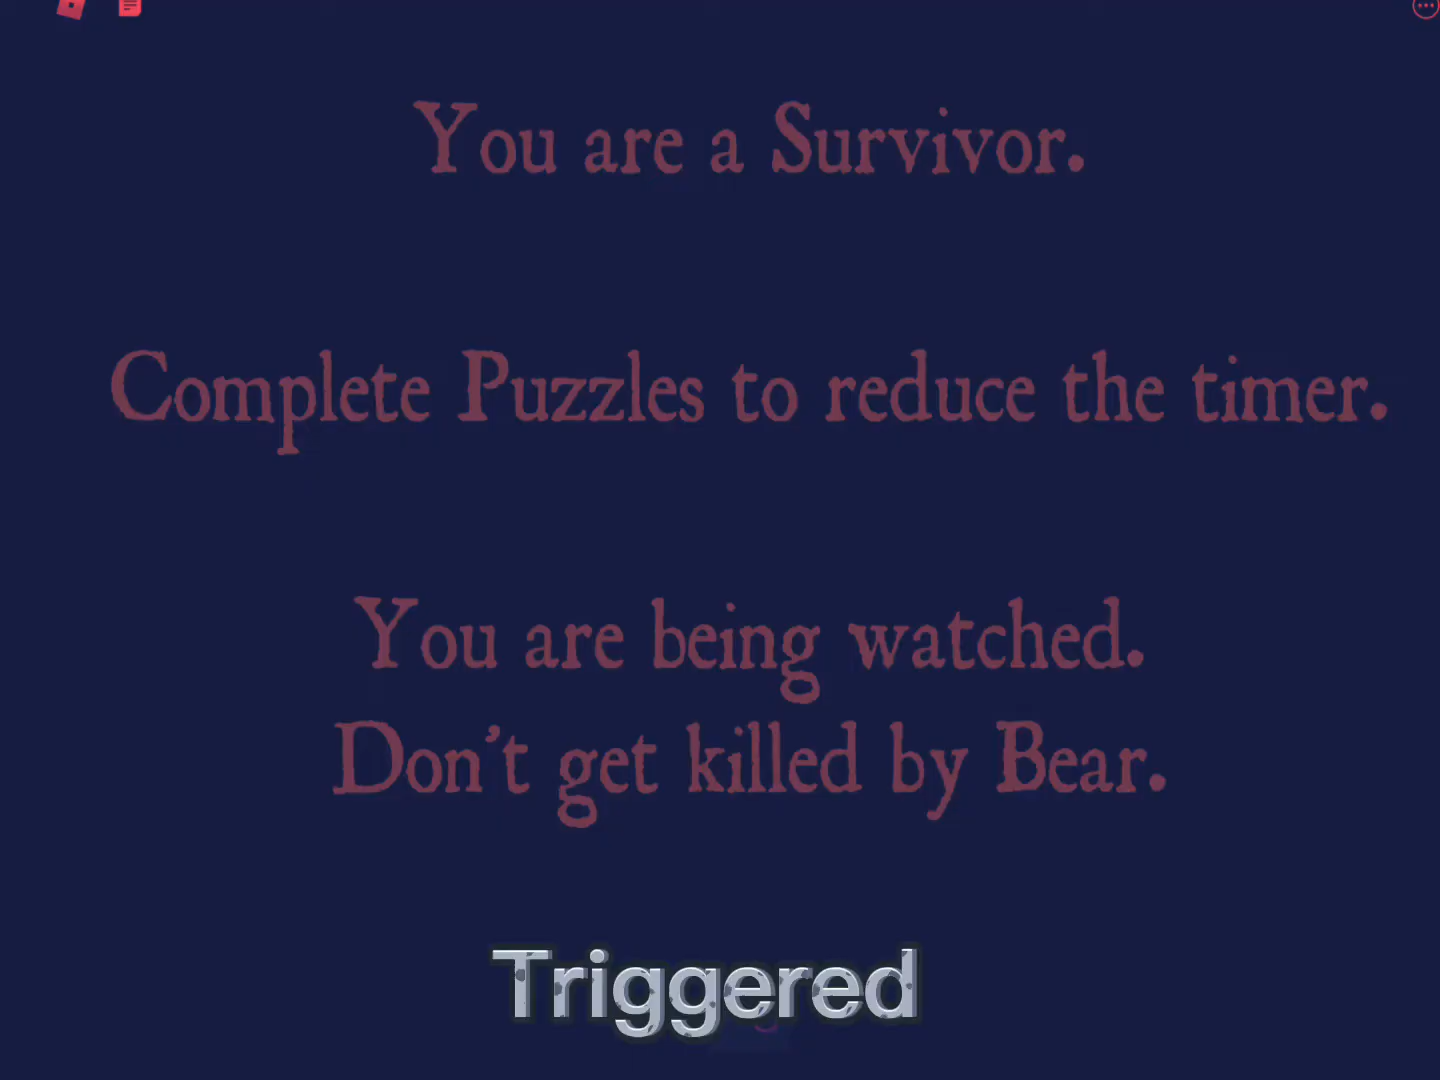 You are a Survivor.
Complete Puzzles to reduce the timer.
You are being watched.
Don't get killed by Bear.
Triggered